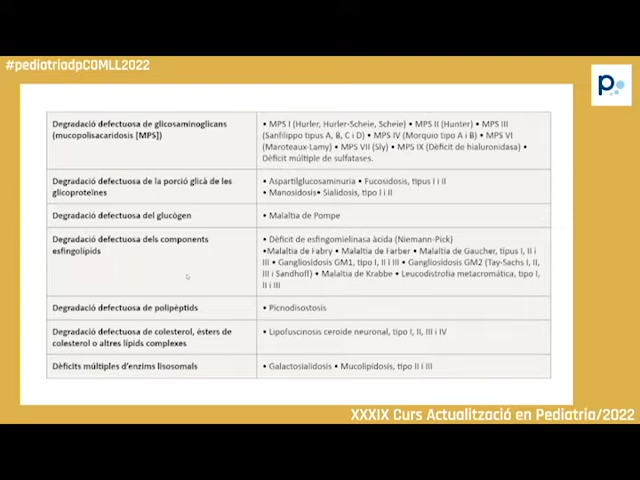 #pediatriadpCOMLL2022
p
Degradació defectuosa de glicosaminoglicans
(mucopolisacaridosis [MPS])
• MPS I (Hurler, Hurler-Scheie, Scheie) • MPS II (Hunter) • MPS III
(Sanfilippo tipus A, B, C i D) • MPS IV (Morquio tipo A i B) • MPS VI
(Maroteaux-Lamy) • MPS VII (Sly) • MPS IX (Dèficit de hialuronidasa) •
Dèficit múltiple de sulfatases.
Degradació defectuosa de la porció glicà de les
glicoproteïnes
• Aspartilglucosaminuria • Fucosidosis, tipus I i II
• Manosidosis• Sialidosis, tipo I i II
Degradació defectuosa del glucògen
• Malaltia de Pompe
Degradació defectuosa dels components
esfingolípids
• Dèficit de esfingomielinasa àcida (Niemann-Pick)
•Malaltia de Fabry • Malaltia de Farber • Malaltia de Gaucher, tipus I, II i
III • Gangliosidosis GM1, tipo I, II i III • Gangliosidosis GM2 (Tay-Sachs I, II,
III i Sandhoff) • Malaltia de Krabbe • Leucodistrofia metacromàtica, tipo I,
II i III
Degradació defectuosa de polipèptids
• Picnodisostosis
Degradació defectuosa de colesterol, èsters de
colesterol o altres lípids complexes
• Lipofuscinosis ceroide neuronal, tipo I, II, III i IV
Dèficits múltiples d'enzims lisosomals
• Galactosialidosis • Mucolipidosis, tipo II i III
XXXIX Curs Actualització en Pediatria/2022